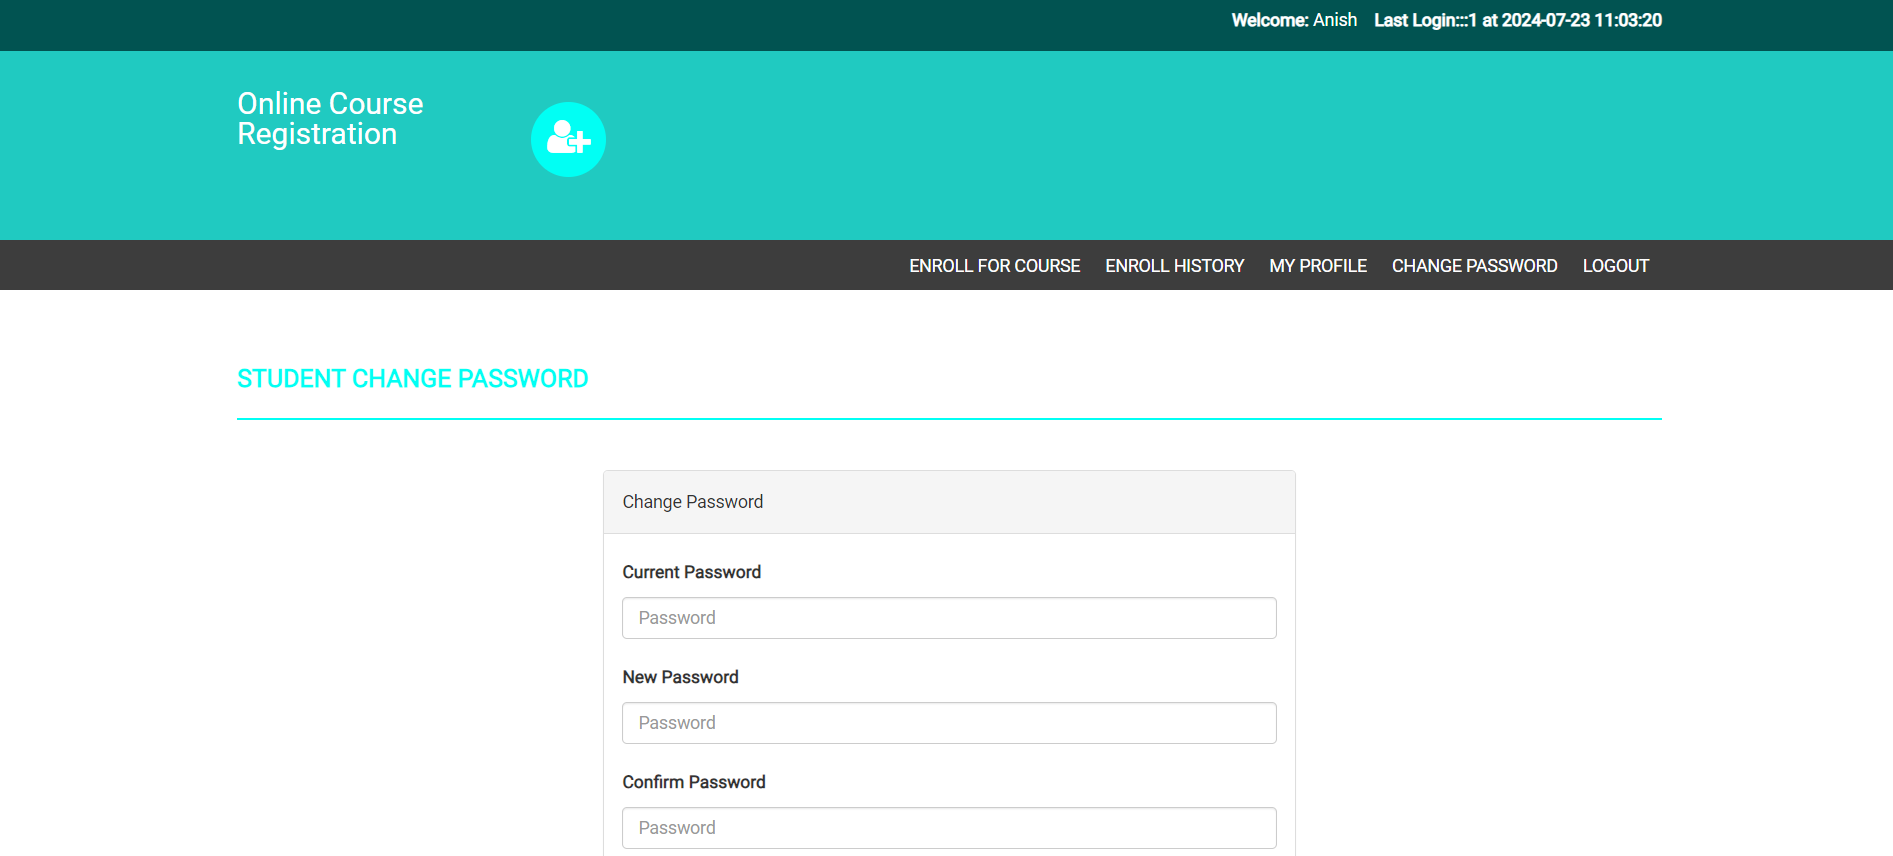 Welcome: Anish Last Login:::1 at 2024-07-23 11:03:20
Online Course
Registration
ENROLL FOR COURSE ENROLL HISTORY MY PROFILE CHANGE PASSWORD LOGOUT
STUDENT CHANGE PASSWORD
Change Password
Current Password
Password
New Password
Password
Confirm Password
Password